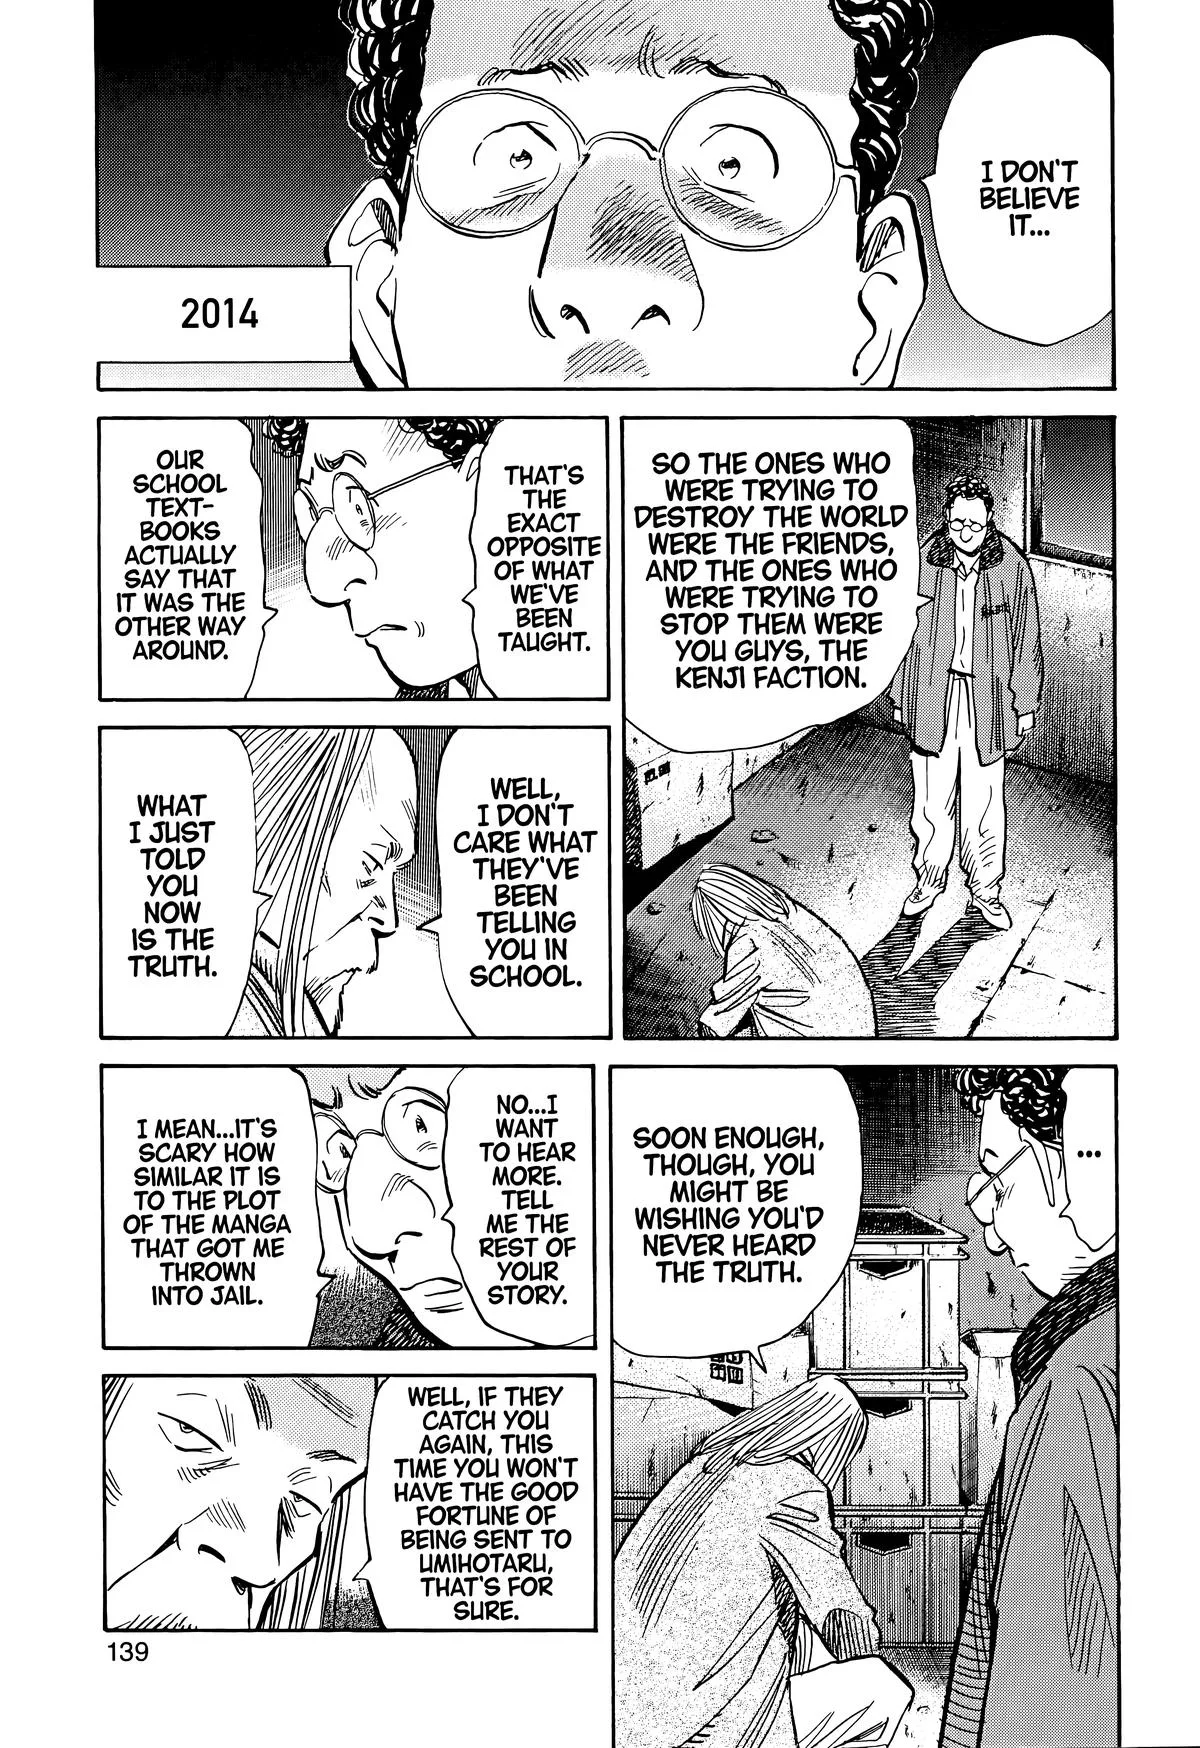 I DON'T
BELIEVE
IT...
2014
SO THE ONES WHO
WERE TRYING TO
DESTROY THE WORLD
WERE THE FRIENDS,
AND THE ONES WHO
WERE TRYING TO
STOP THEM WERE
YOU GUYS, THE
KENJI FACTION.
THAT'S
THE
EXACT
OPPOSITE
OF WHAT
WE'VE
BEEN
TAUGHT.
OUR
SCHOOL
TEXT-
BOOKS
ACTUALLY
SAY THAT
IT WAS THE
OTHER WAY
AROUND.
WELL,
I DON'T
CARE WHAT
THEY'VE
BEEN
TELLING
YOU IN
SCHOOL.
WHAT
I JUST
TOLD
YOU
NOW
IS THE
TRUTH.
...
SOON ENOUGH,
THOUGH, YOU
MIGHT BE
WISHING YOU'D
NEVER HEARD
THE TRUTH.
NO...I
WANT
TO HEAR
MORE.
TELL
ME THE
REST OF
YOUR
STORY.
I MEAN...IT'S
SCARY HOW
SIMILAR IT IS
TO THE PLOT
OF THE MANGA
THAT GOT ME
THROWN
INTO JAIL.
WELL, IF THEY
CATCH YOU
AGAIN, THIS
TIME YOU WON'T
HAVE THE GOOD
FORTUNE OF
BEING SENT TO
UMIHOTARU,
THAT'S FOR
SURE.
139